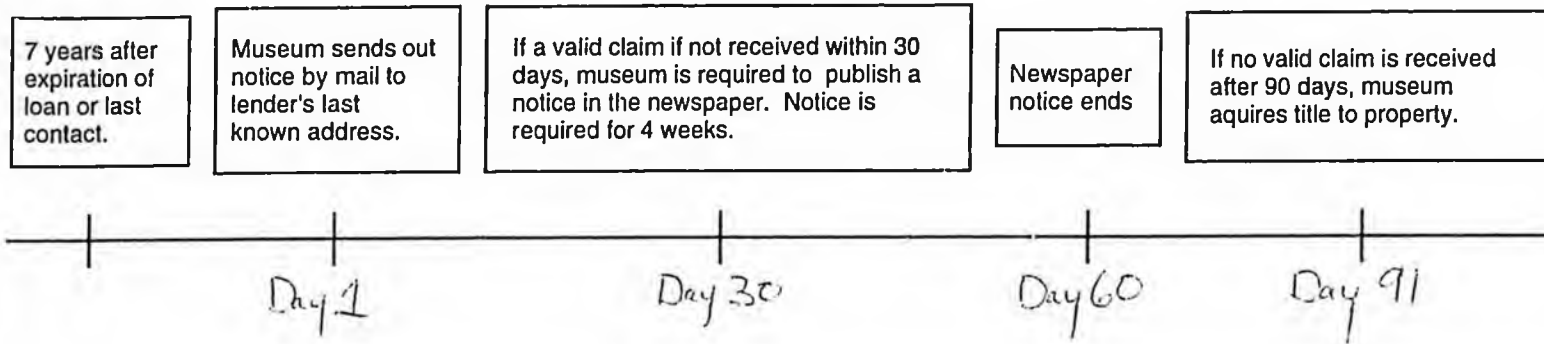 7 years after
expiration of
loan or last
contact.
Museum sends out
notice by mail to
lender's last
known address.
If a valid claim if not received within 30
days, museum is required to publish a
notice in the newspaper. Notice is
required for 4 weeks.
Newspaper
notice ends
If no valid claim is received
after 90 days, museum
aquires title to property.
Day 1
Day 30
Day 60
Day 91